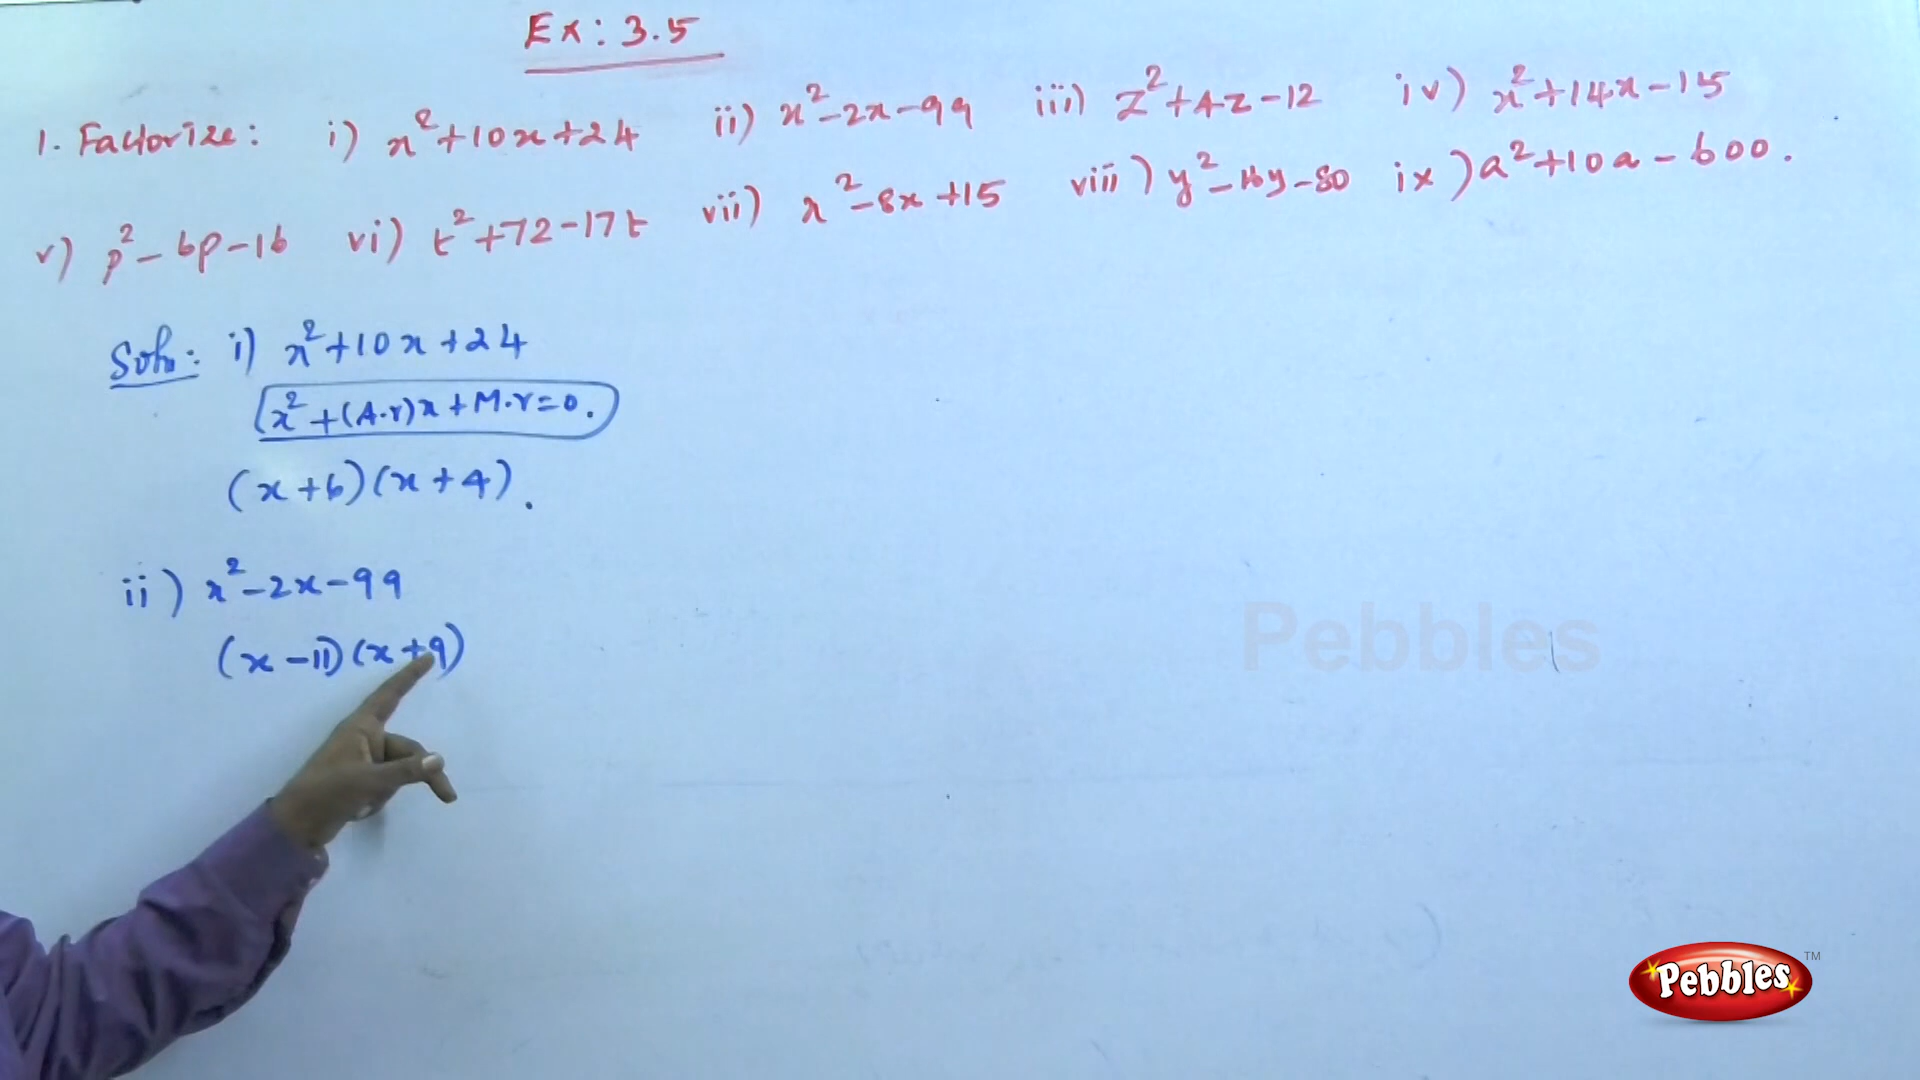 Ex: 3.5
1. Factorize: i) x²+10x+24 ii) x²-2x-99 iii) z²+4z-12 iv) x²+14x-15
v) p²-6p-16 vi) t²+72-17t vii) x²-8x+15 viii) y²-16y-80 ix) a²+10a-600.
Soln: i) x²+10x+24
x²+(A.r)x+M.r=0.
(x+6)(x+4).
ii) x²-2x-99
(x-11)(x+9)
Pebbles
Pebbles™